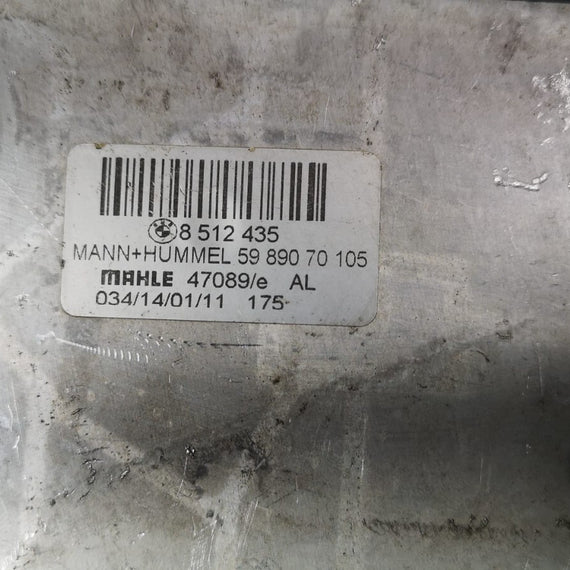 8 512 435
MANN+HUMMEL 59 890 70 105
MAHLE 47089/e AL
034/14/01/11 175